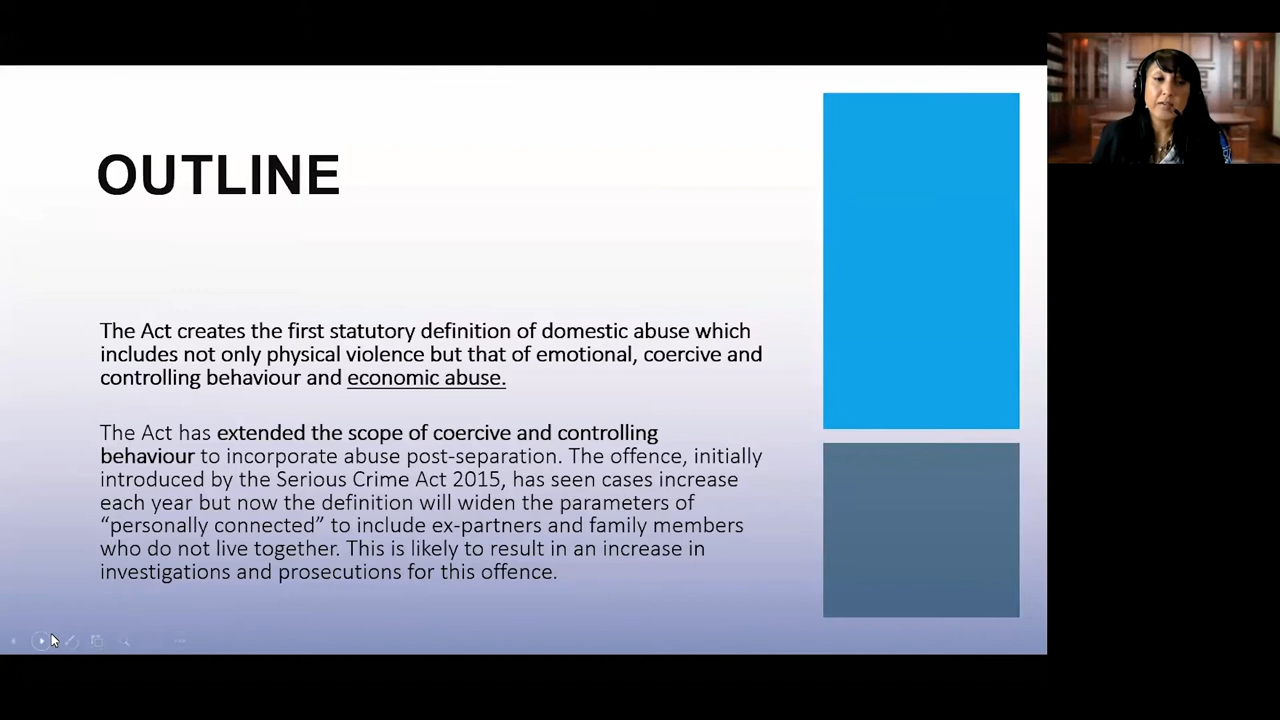 OUTLINE
The Act creates the first statutory definition of domestic abuse which
includes not only physical violence but that of emotional, coercive and
controlling behaviour and economic abuse.
The Act has extended the scope of coercive and controlling
behaviour to incorporate abuse post-separation. The offence, initially
introduced by the Serious Crime Act 2015, has seen cases increase
each year but now the definition will widen the parameters of
“personally connected” to include ex-partners and family members
who do not live together. This is likely to result in an increase in
investigations and prosecutions for this offence.